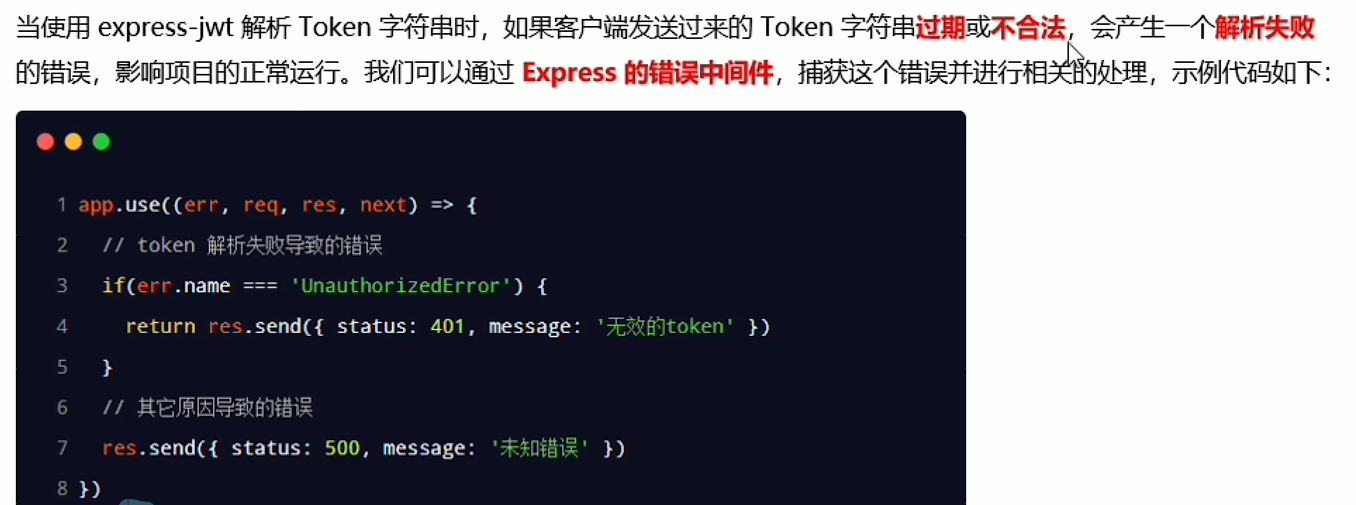 当使用 express-jwt 解析 Token 字符串时，如果客户端发送过来的 Token 字符串过期或不合法，会产生一个解析失败
的错误，影响项目的正常运行。我们可以通过 Express 的错误中间件，捕获这个错误并进行相关的处理，示例代码如下：
1 app.use((err, req, res, next) => {
2   // token 解析失败导致的错误
3   if(err.name === 'UnauthorizedError') {
4     return res.send({ status: 401, message: '无效的token' })
5   }
6   // 其它原因导致的错误
7   res.send({ status: 500, message: '未知错误' })
8 })